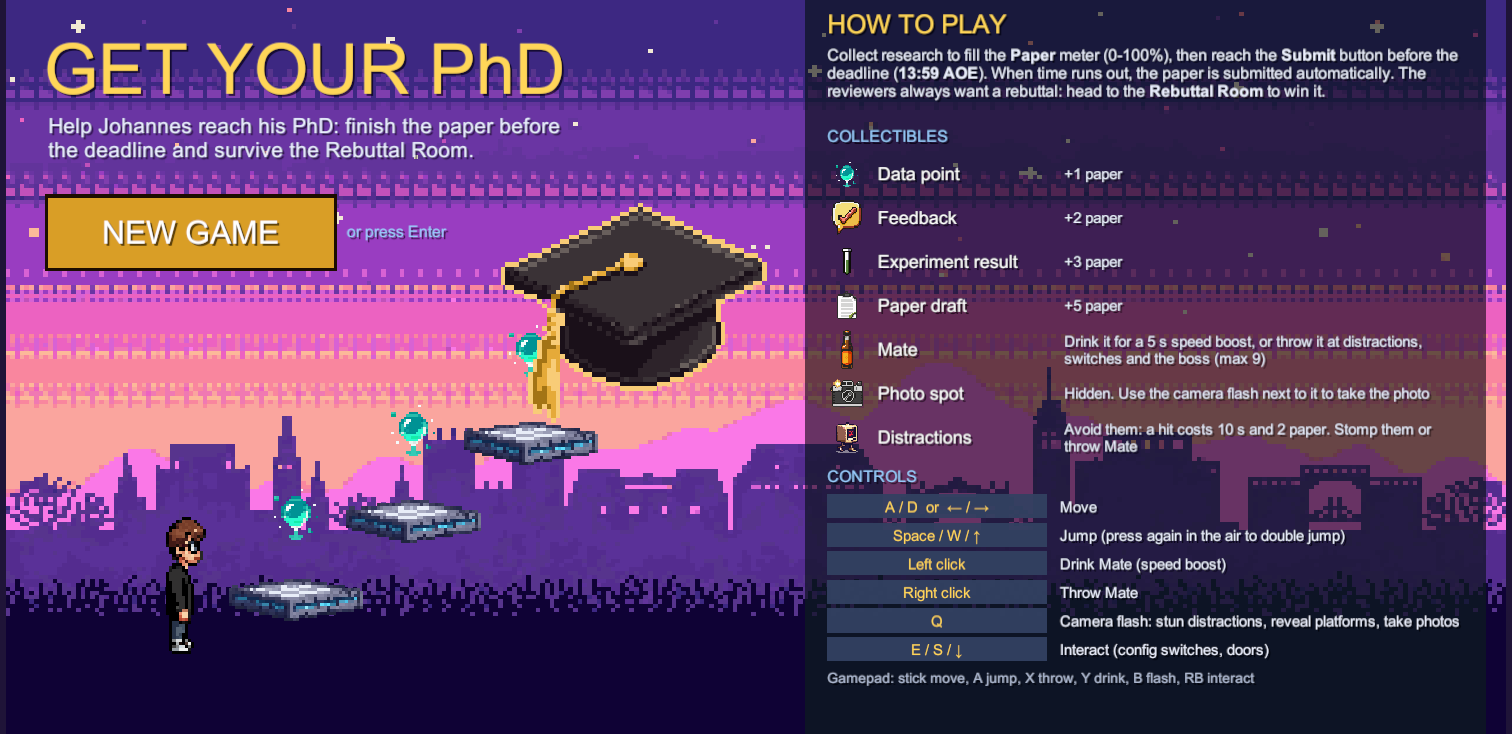 GET YOUR PhD
Help Johannes reach his PhD: finish the paper before
the deadline and survive the Rebuttal Room.
NEW GAME
or press Enter
HOW TO PLAY
Collect research to fill the Paper meter (0-100%), then reach the Submit button before the
deadline (13:59 AOE). When time runs out, the paper is submitted automatically. The
reviewers always want a rebuttal: head to the Rebuttal Room to win it.
COLLECTIBLES
Data point +1 paper
Feedback +2 paper
Experiment result +3 paper
Paper draft +5 paper
Mate Drink it for a 5 s speed boost, or throw it at distractions,
switches and the boss (max 9)
Photo spot Hidden. Use the camera flash next to it to take the photo
Distractions Avoid them: a hit costs 10 s and 2 paper. Stomp them or
throw Mate
CONTROLS
A / D or ← / → Move
Space / W / ↑ Jump (press again in the air to double jump)
Left click Drink Mate (speed boost)
Right click Throw Mate
Q Camera flash: stun distractions, reveal platforms, take photos
E / S / ↓ Interact (config switches, doors)
Gamepad: stick move, A jump, X throw, Y drink, B flash, RB interact